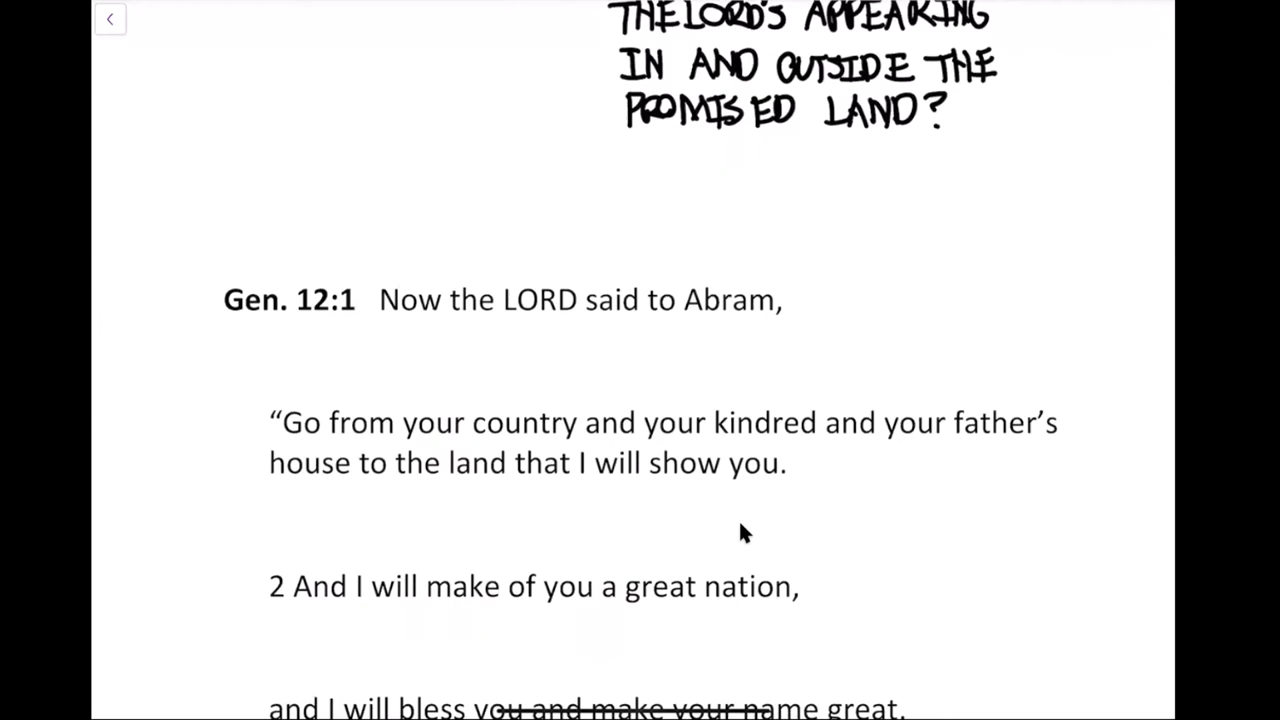 THE LORD'S APPEARING
IN AND OUTSIDE THE
PROMISED LAND?
Gen. 12:1 Now the LORD said to Abram,
“Go from your country and your kindred and your father’s
house to the land that I will show you.
2 And I will make of you a great nation,
and I will bless you and make your name great,